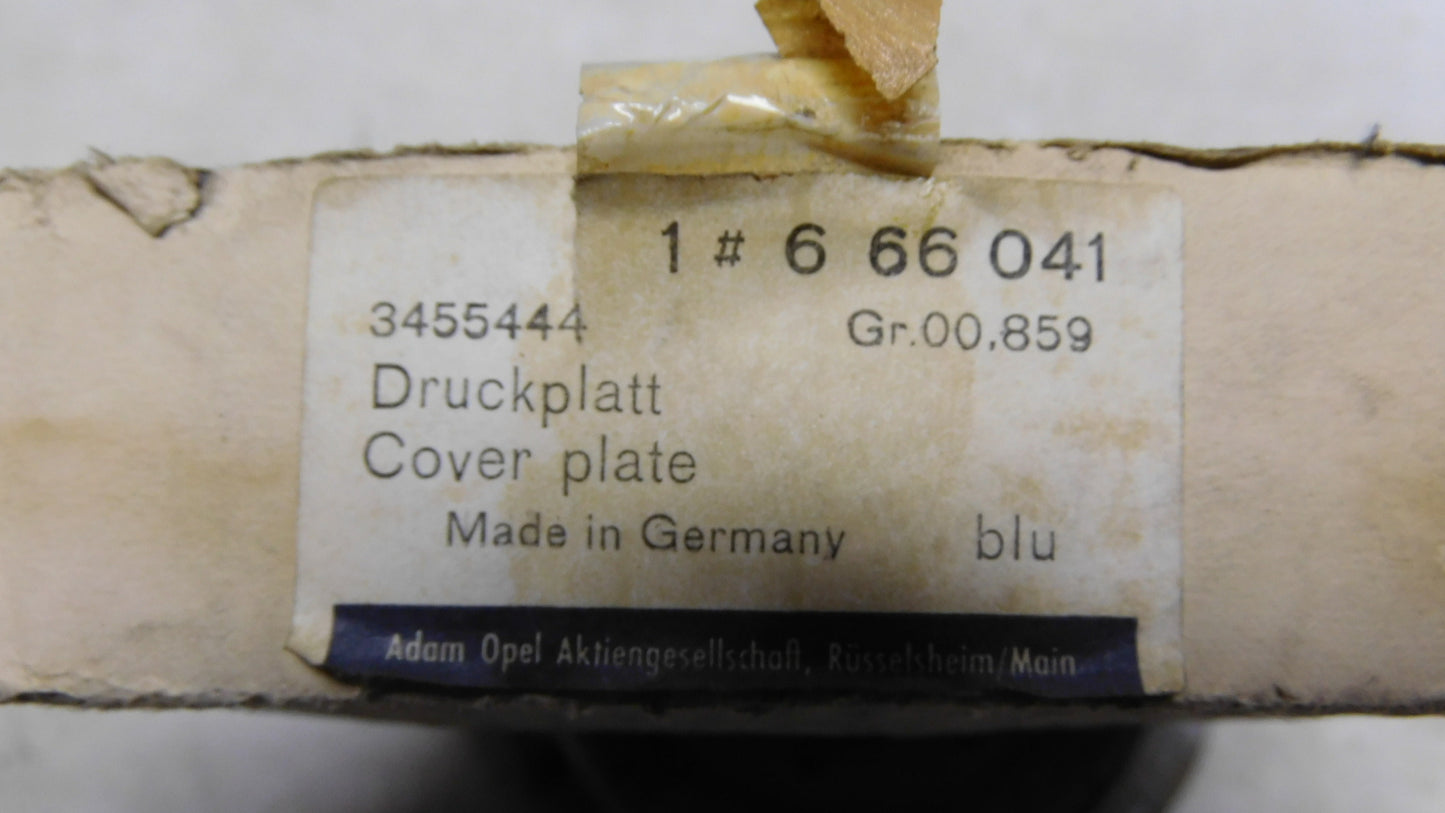 1 # 6 66 041
3455444 Gr.00,859
Druckplatt
Cover plate
Made in Germany blu
Adam Opel Aktiengesellschaft, Rüsselsheim/Main